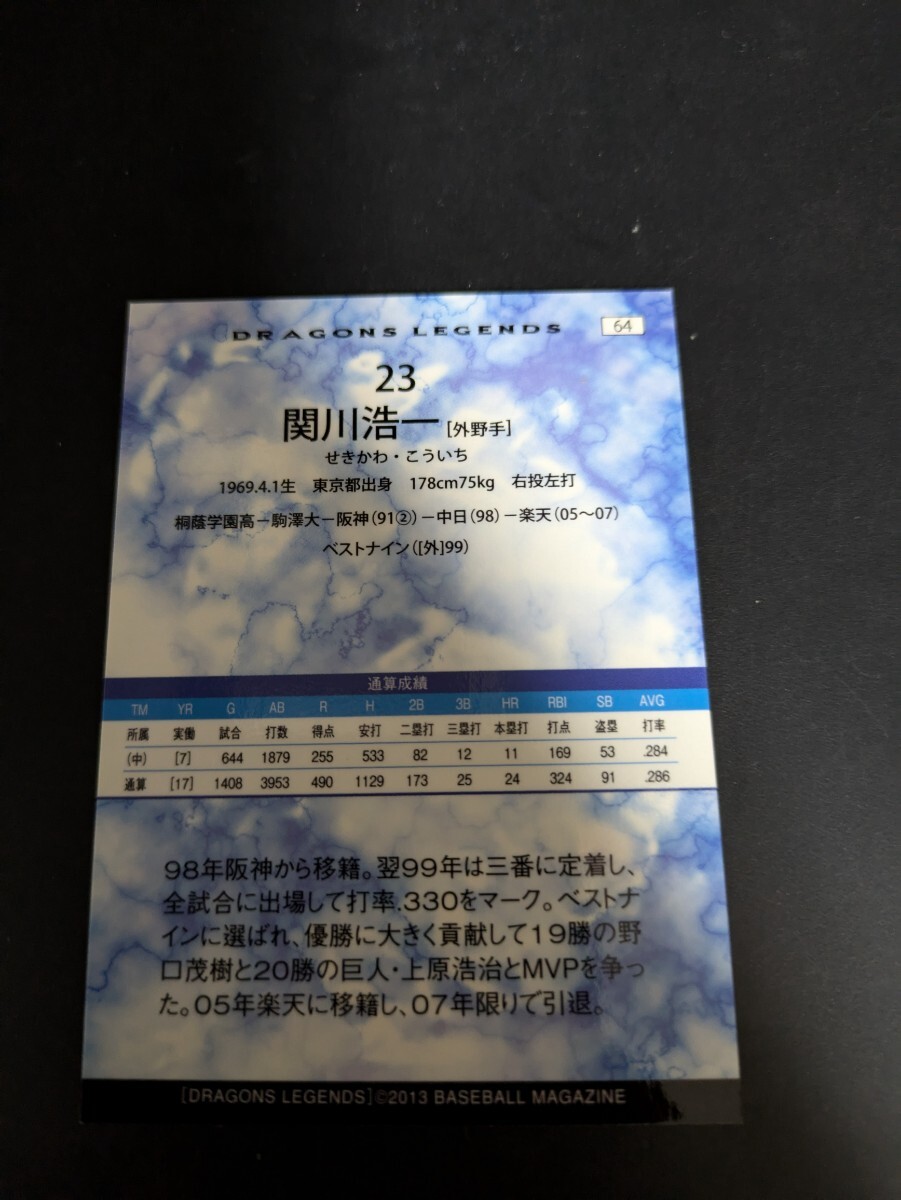 DRAGONS LEGENDS 64
23
関川浩一 [外野手]
せきかわ・こういち
1969.4.1生 東京都出身 178cm75kg 右投左打
桐蔭学園高－駒澤大－阪神(91②)－中日(98)－楽天(05～07)
ベストナイン([外]99)
通算成績
TM YR G AB R H 2B 3B HR RBI SB AVG
所属 実働 試合 打数 得点 安打 二塁打 三塁打 本塁打 打点 盗塁 打率
(中) [7] 644 1879 255 533 82 12 11 169 53 .284
通算 [17] 1408 3953 490 1129 173 25 24 324 91 .286
98年阪神から移籍。翌99年は三番に定着し、
全試合に出場して打率.330をマーク。ベストナ
インに選ばれ、優勝に大きく貢献して19勝の野
口茂樹と20勝の巨人・上原浩治とMVPを争っ
た。05年楽天に移籍し、07年限りで引退。
[DRAGONS LEGENDS]©2013 BASEBALL MAGAZINE